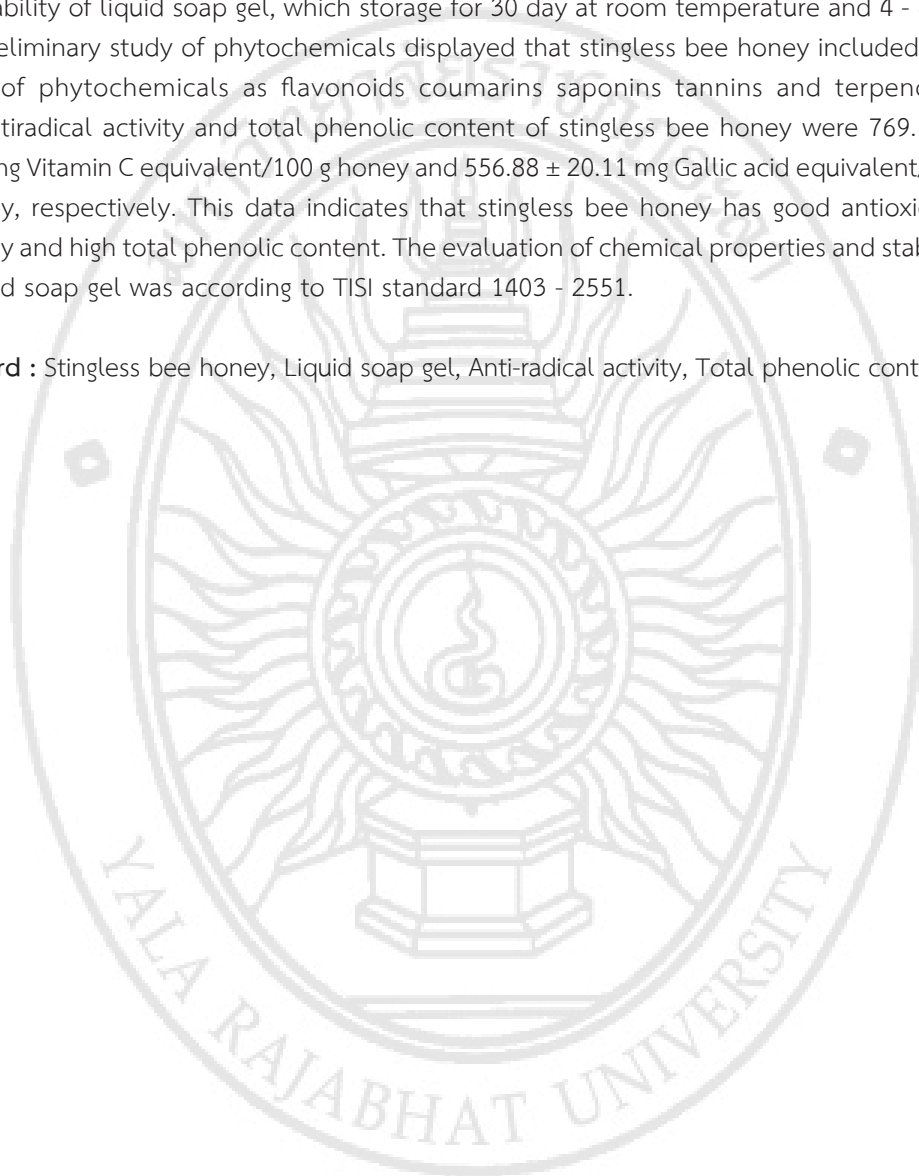 ability of liquid soap gel, which storage for 30 day at room temperature and 4 -
eliminary study of phytochemicals displayed that stingless bee honey included
of phytochemicals as flavonoids coumarins saponins tannins and terpeno
tiradical activity and total phenolic content of stingless bee honey were 769.
ng Vitamin C equivalent/100 g honey and 556.88 ± 20.11 mg Gallic acid equivalent/
y, respectively. This data indicates that stingless bee honey has good antioxi
y and high total phenolic content. The evaluation of chemical properties and stab
d soap gel was according to TISI standard 1403 - 2551.
rd : Stingless bee honey, Liquid soap gel, Anti-radical activity, Total phenolic cont
YALA RAJABHAT UNIVERSITY